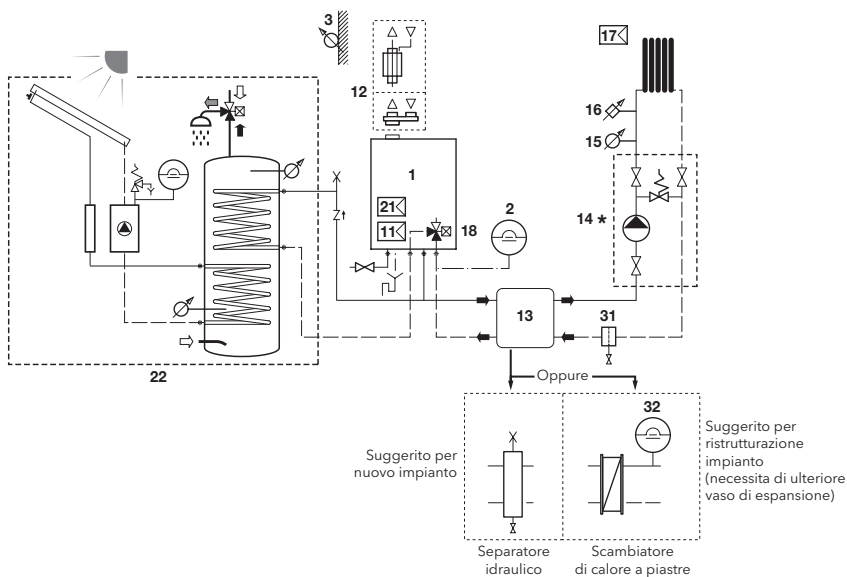 3
17
12
16
15
1
21
11
18
2
14 *
13
31
22
Oppure
32
Suggerito per
nuovo impianto
Suggerito per
ristrutturazione
impianto
(necessita di ulteriore
vaso di espansione)
Separatore
idraulico
Scambiatore
di calore a piastre